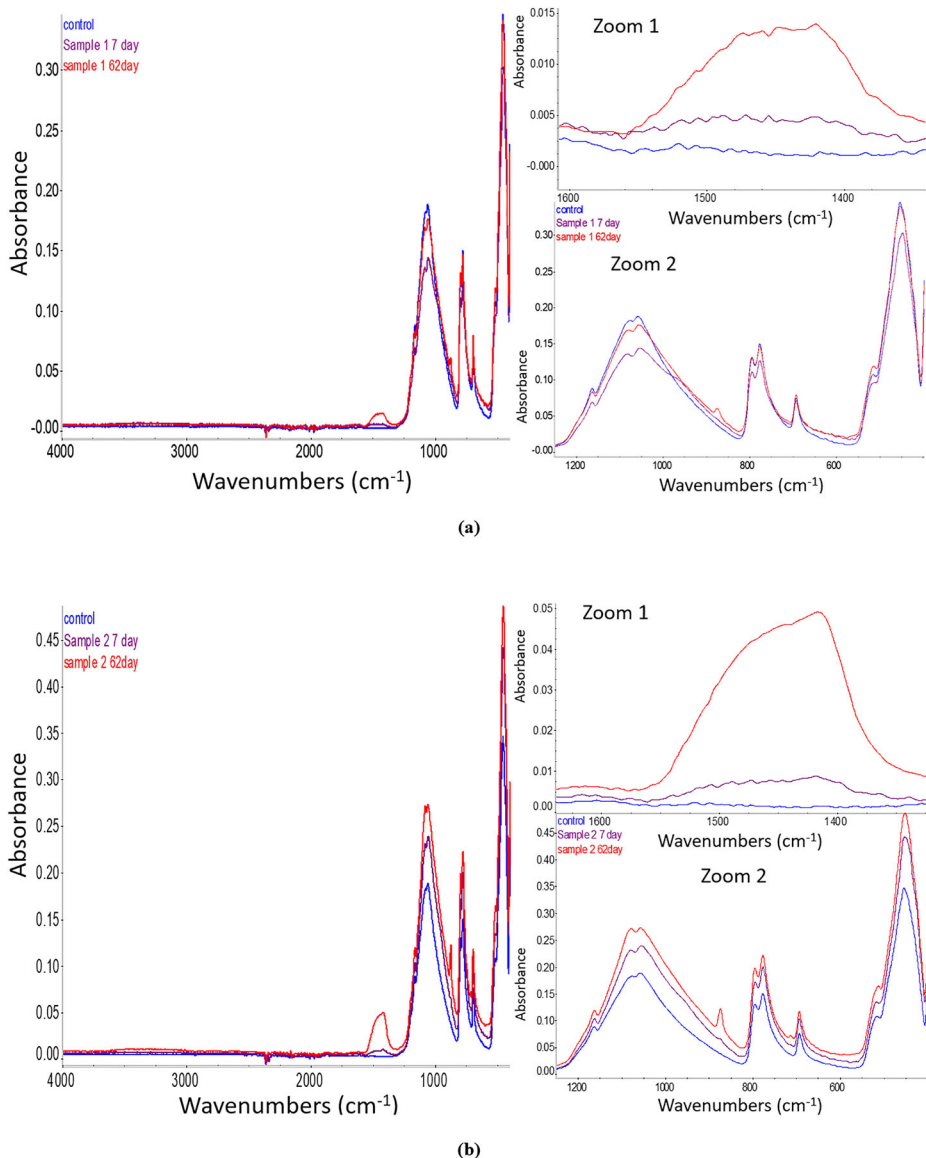 control
Sample 1 7 day
sample 1 62day
0.30
0.25
0.20
0.15
0.10
0.05
-0.00
Absorbance
4000
3000
2000
1000
Wavenumbers (cm-1)
Zoom 1
0.015
0.010
0.005
-0.000
Absorbance
1600
1500
1400
Wavenumbers (cm-1)
control
Sample 1 7 day
sample 1 62day
Zoom 2
0.30
0.25
0.20
0.15
0.10
0.05
-0.00
Absorbance
1200
1000
800
600
Wavenumbers (cm-1)
(a)
control
Sample 2 7 day
sample 2 62day
0.45
0.40
0.35
0.30
0.25
0.20
0.15
0.10
0.05
0.00
Absorbance
4000
3000
2000
1000
Wavenumbers (cm-1)
Zoom 1
0.05
0.04
0.03
0.02
0.01
0.00
Absorbance
1600
1500
1400
Wavenumbers (cm-1)
control
Sample 2 7 day
sample 2 62day
Zoom 2
0.45
0.40
0.35
0.30
0.25
0.20
0.15
0.10
0.05
0.00
Absorbance
1200
1000
800
600
Wavenumbers (cm-1)
(b)